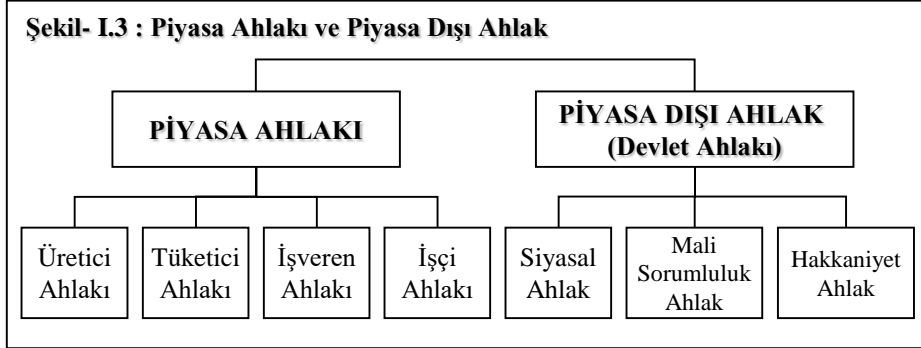 Şekil- I.3 : Piyasa Ahlakı ve Piyasa Dışı Ahlak
PİYASA AHLAKI
PİYASA DIŞI AHLAK
(Devlet Ahlakı)
Üretici
Ahlakı
Tüketici
Ahlakı
İşveren
Ahlakı
İşçi
Ahlakı
Siyasal
Ahlak
Mali
Sorumluluk
Ahlak
Hakkaniyet
Ahlak